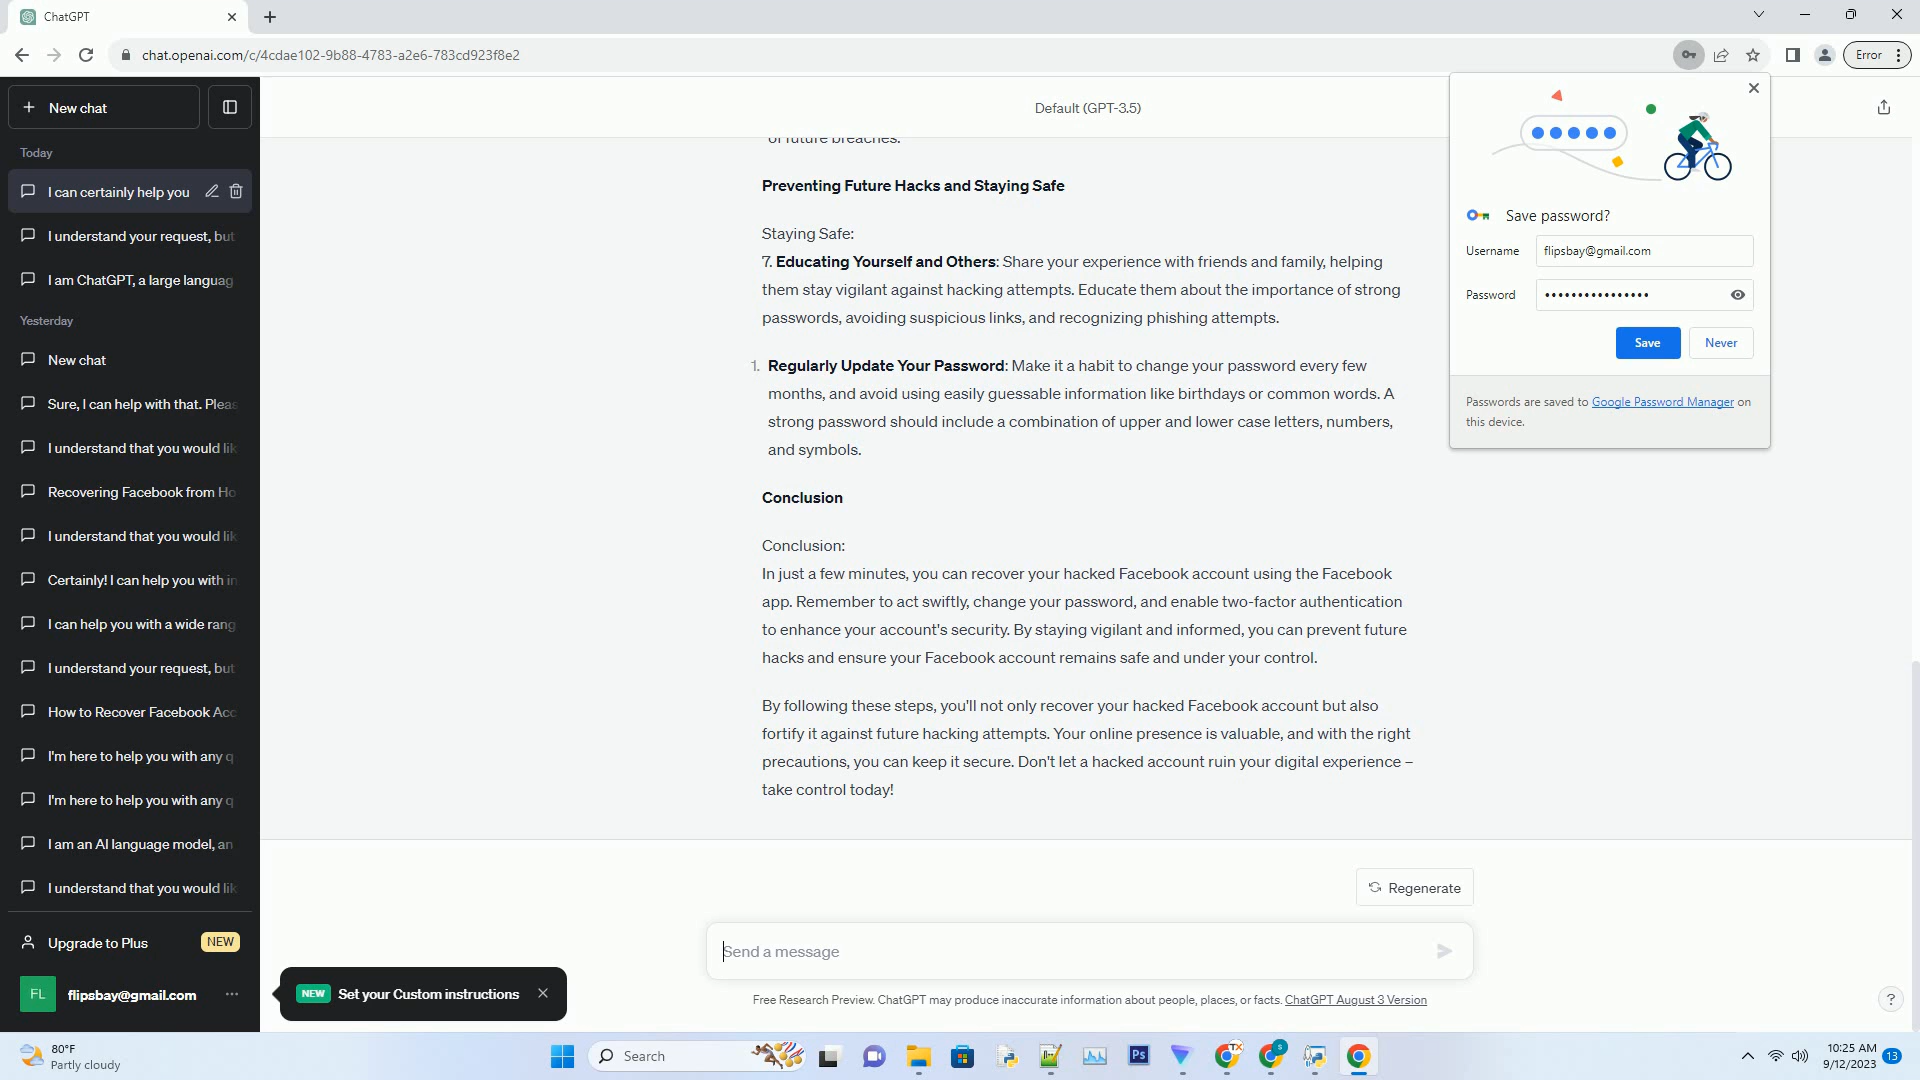 ChatGPT
chat.openai.com/c/4cdae102-9b88-4783-a2e6-783cd923f8e2
Error
New chat
Today
I can certainly help you
I understand your request, but
I am ChatGPT, a large languag
Yesterday
New chat
Sure, I can help with that. Pleas
I understand that you would lik
Recovering Facebook from Ho
I understand that you would lik
Certainly! I can help you with in
I can help you with a wide rang
I understand your request, but
How to Recover Facebook Acc
I'm here to help you with any q
I'm here to help you with any q
I am an AI language model, an
I understand that you would lik
Upgrade to Plus NEW
FL flipsbay@gmail.com
Default (GPT-3.5)
of future breaches.
Preventing Future Hacks and Staying Safe
Staying Safe:
7. Educating Yourself and Others: Share your experience with friends and family, helping
them stay vigilant against hacking attempts. Educate them about the importance of strong
passwords, avoiding suspicious links, and recognizing phishing attempts.
1. Regularly Update Your Password: Make it a habit to change your password every few
months, and avoid using easily guessable information like birthdays or common words. A
strong password should include a combination of upper and lower case letters, numbers,
and symbols.
Conclusion
Conclusion:
In just a few minutes, you can recover your hacked Facebook account using the Facebook
app. Remember to act swiftly, change your password, and enable two-factor authentication
to enhance your account's security. By staying vigilant and informed, you can prevent future
hacks and ensure your Facebook account remains safe and under your control.
By following these steps, you'll not only recover your hacked Facebook account but also
fortify it against future hacking attempts. Your online presence is valuable, and with the right
precautions, you can keep it secure. Don't let a hacked account ruin your digital experience –
take control today!
Regenerate
Send a message
Free Research Preview. ChatGPT may produce inaccurate information about people, places, or facts. ChatGPT August 3 Version
?
NEW Set your Custom instructions
Save password?
Username flipsbay@gmail.com
Password ••••••••••••••••
Save Never
Passwords are saved to Google Password Manager on
this device.
80°F
Partly cloudy
Search
Ps
TX
S
10:25 AM
9/12/2023
13